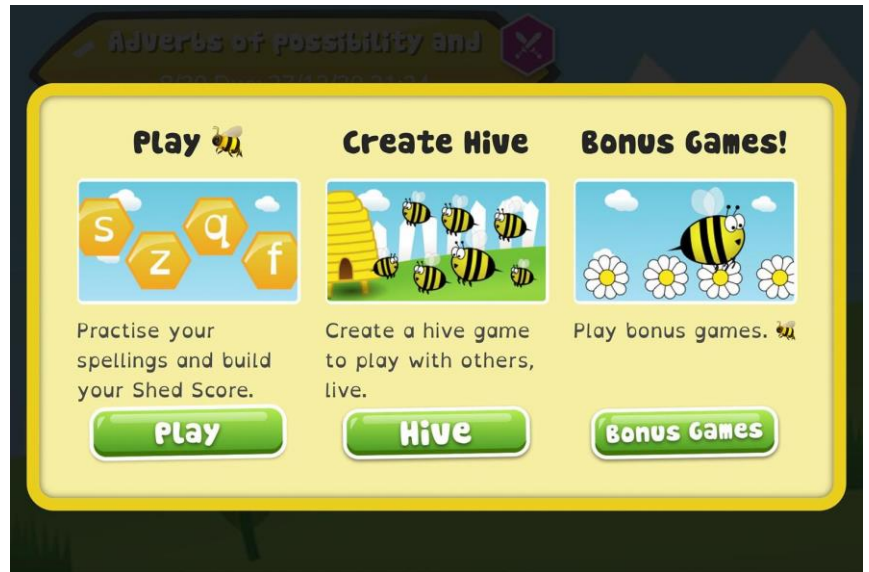 Adverbs of possibility and
Play
Create Hive
Bonus Games!
s
z
q
f
Practise your
spellings and build
your Shed Score.
Create a hive game
to play with others,
live.
Play bonus games.
Play
Hive
Bonus Games